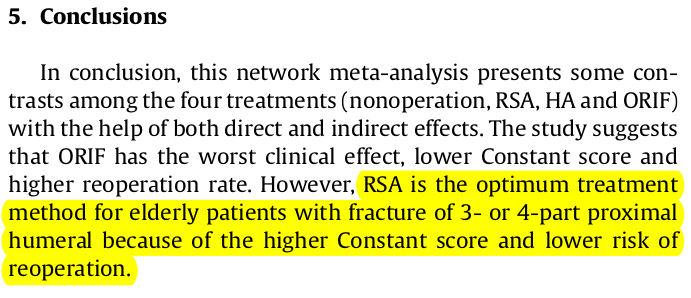 5. Conclusions
In conclusion, this network meta-analysis presents some con-
trasts among the four treatments (nonoperation, RSA, HA and ORIF)
with the help of both direct and indirect effects. The study suggests
that ORIF has the worst clinical effect, lower Constant score and
higher reoperation rate. However, RSA is the optimum treatment
method for elderly patients with fracture of 3- or 4-part proximal
humeral because of the higher Constant score and lower risk of
reoperation.